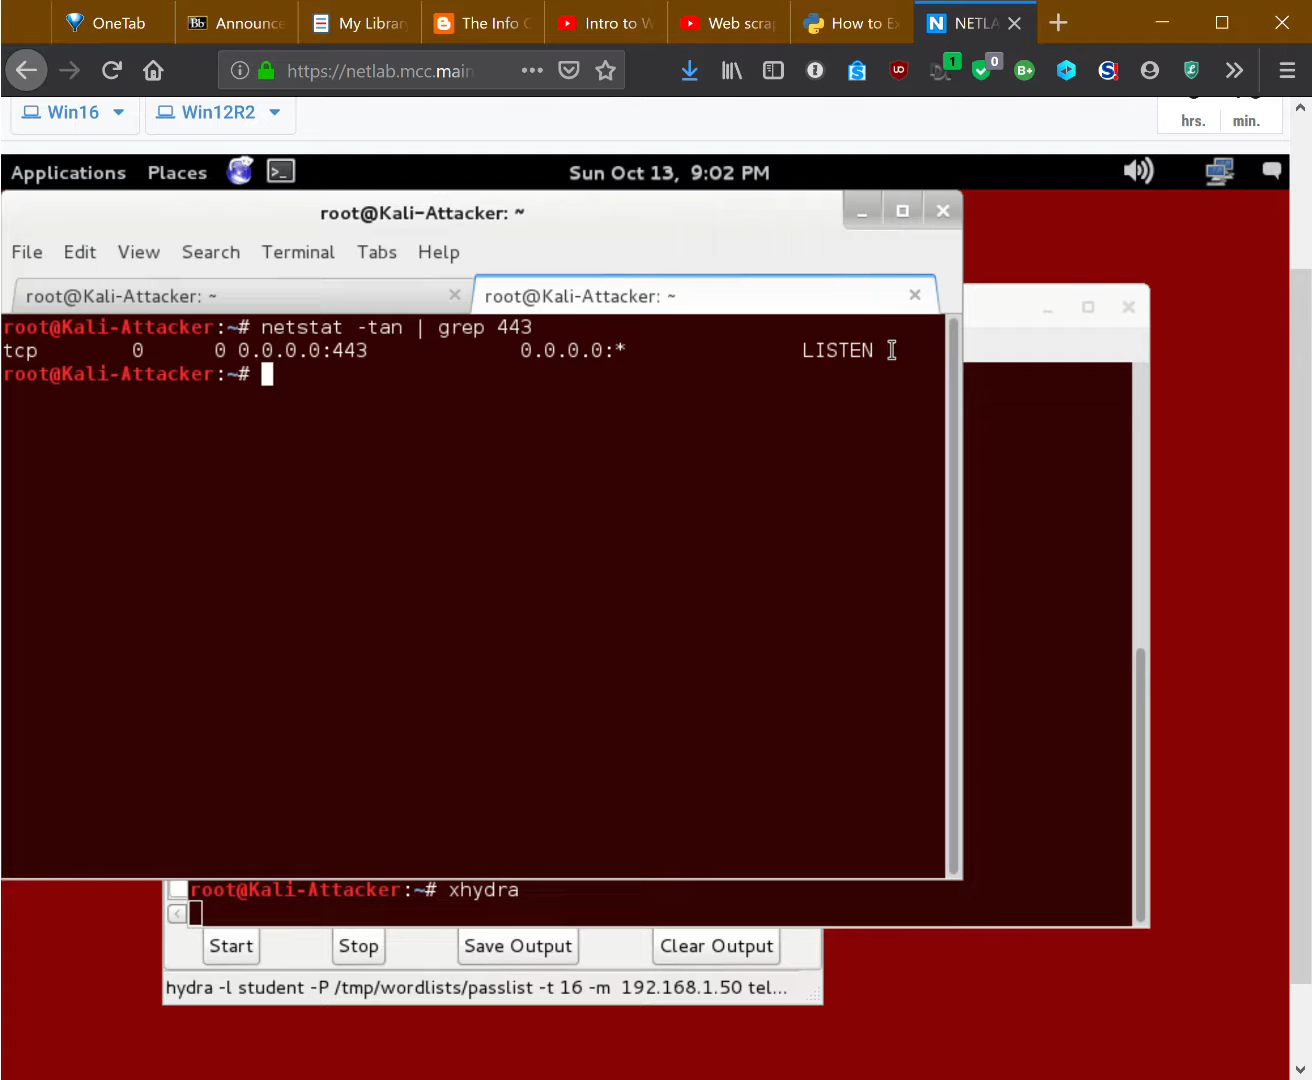 OneTab
Bb Announce
My Library
The Info
Intro to W
Web scra
How to E
N NETLA
https://netlab.mcc.main
1
0
B+
Win16
Win12R2
hrs.
min.
Applications Places
Sun Oct 13, 9:02 PM
root@Kali-Attacker: ~
File Edit View Search Terminal Tabs Help
root@Kali-Attacker: ~
root@Kali-Attacker: ~
root@Kali-Attacker:~# netstat -tan | grep 443
tcp 0 0 0.0.0.0:443 0.0.0.0:* LISTEN
root@Kali-Attacker:~#
root@Kali-Attacker:~# xhydra
Start
Stop
Save Output
Clear Output
hydra -l student -P /tmp/wordlists/passlist -t 16 -m 192.168.1.50 tel...